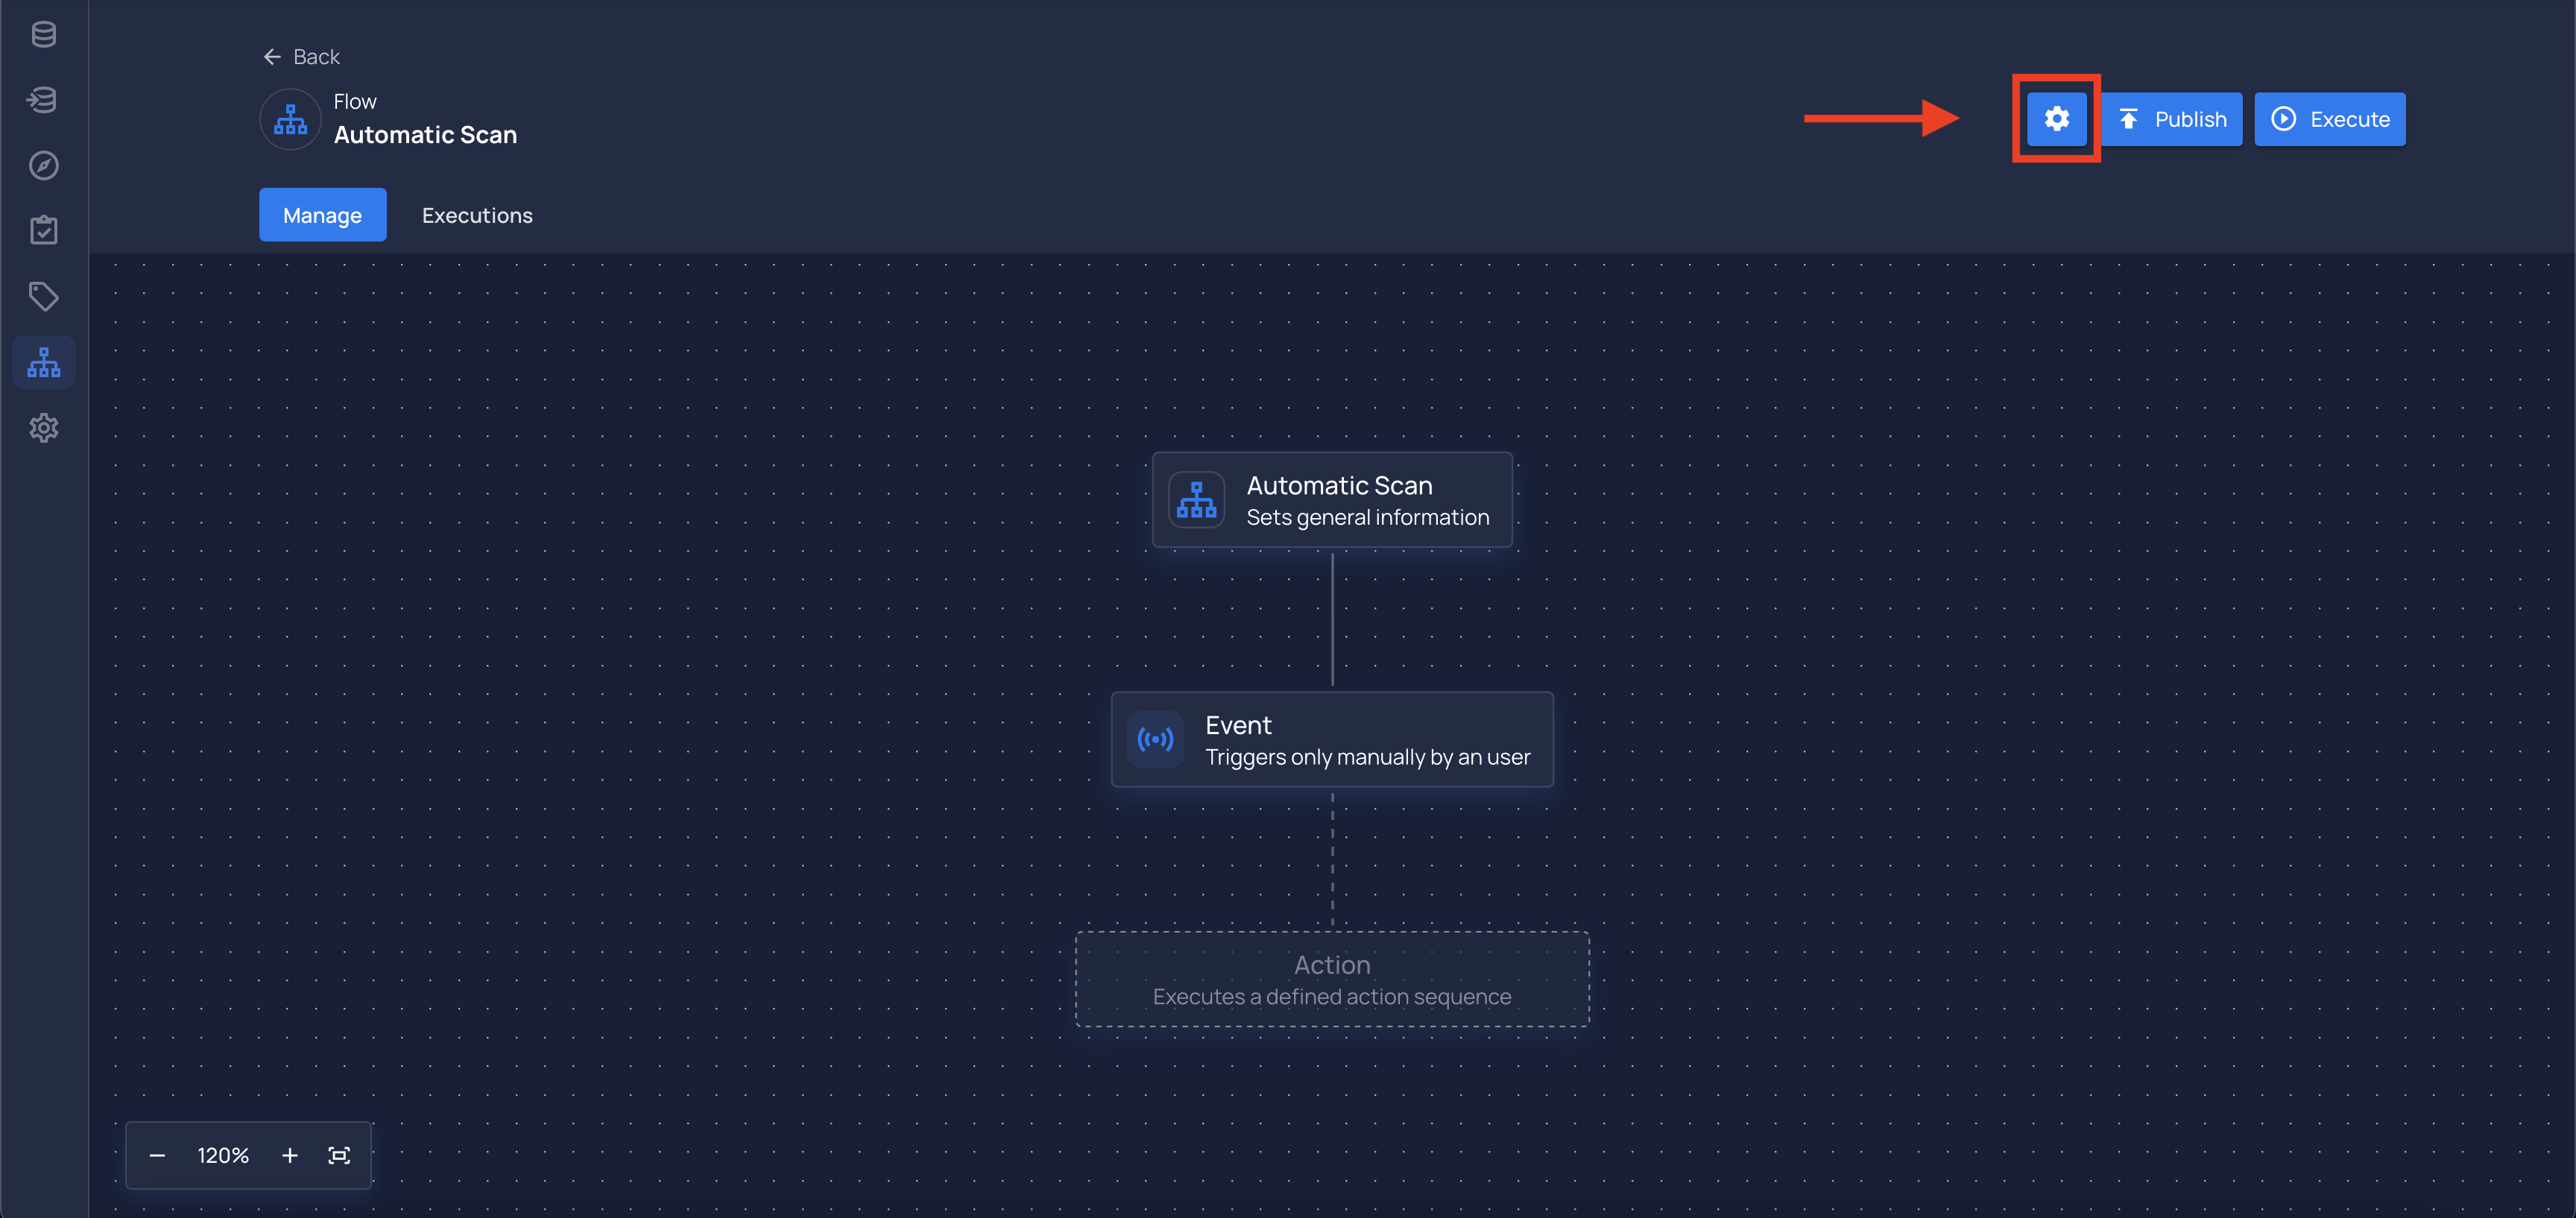 Back
Flow
Automatic Scan
Publish
Execute
Manage
Executions
Automatic Scan
Sets general information
Event
Triggers only manually by an user
Action
Executes a defined action sequence
120%